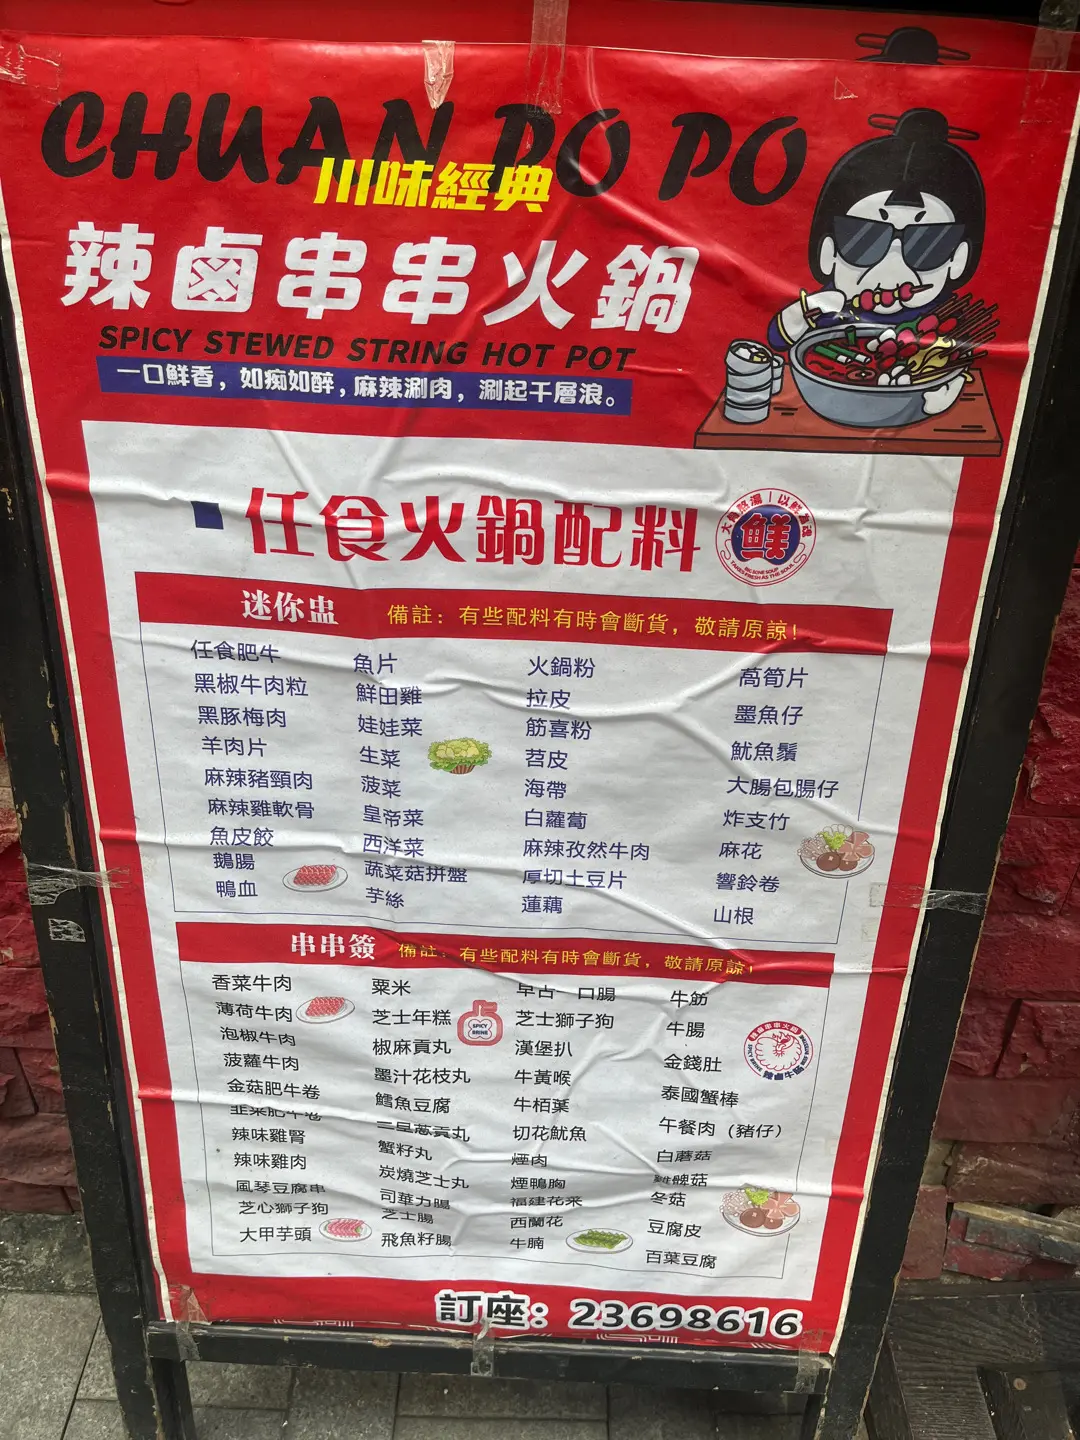 CHUAN PO PO
川味經典
辣鹵串串火鍋
SPICY STEWED STRING HOT POT
一口鮮香，如痴如醉，麻辣涮肉，涮起千層浪。
任食火鍋配料
鮮
迷你盅 備註：有些配料有時會斷貨，敬請原諒！
任食肥牛
黑椒牛肉粒
黑豚梅肉
羊肉片
麻辣豬頸肉
麻辣雞軟骨
魚皮餃
鵝腸
鴨血
魚片
鮮田雞
娃娃菜
生菜
菠菜
皇帝菜
西洋菜
蔬菜菇拼盤
芋絲
火鍋粉
拉皮
筋喜粉
苕皮
海帶
白蘿蔔
麻辣孜然牛肉
厚切土豆片
蓮藕
萵筍片
墨魚仔
魷魚鬚
大腸包腸仔
炸支竹
麻花
響鈴卷
山根
串串簽 備註：有些配料有時會斷貨，敬請原諒！
香菜牛肉
薄荷牛肉
泡椒牛肉
菠蘿牛肉
金菇肥牛卷
韭菜肥牛卷
辣味雞腎
辣味雞肉
風琴豆腐串
芝心獅子狗
大甲芋頭
粟米
芝士年糕
椒麻貢丸
墨汁花枝丸
鱈魚豆腐
蟹籽丸
炭燒芝士丸
司華力腸
芝士腸
飛魚籽腸
口腸
芝士獅子狗
漢堡扒
牛黃喉
牛栢葉
切花魷魚
煙肉
煙鴨胸
福建花菜
西蘭花
牛腩
牛筋
牛腸
金錢肚
泰國蟹棒
午餐肉（豬仔）
白蘑菇
雞髀菇
冬菇
豆腐皮
百葉豆腐
SPICY
BRINE
訂座：23698616